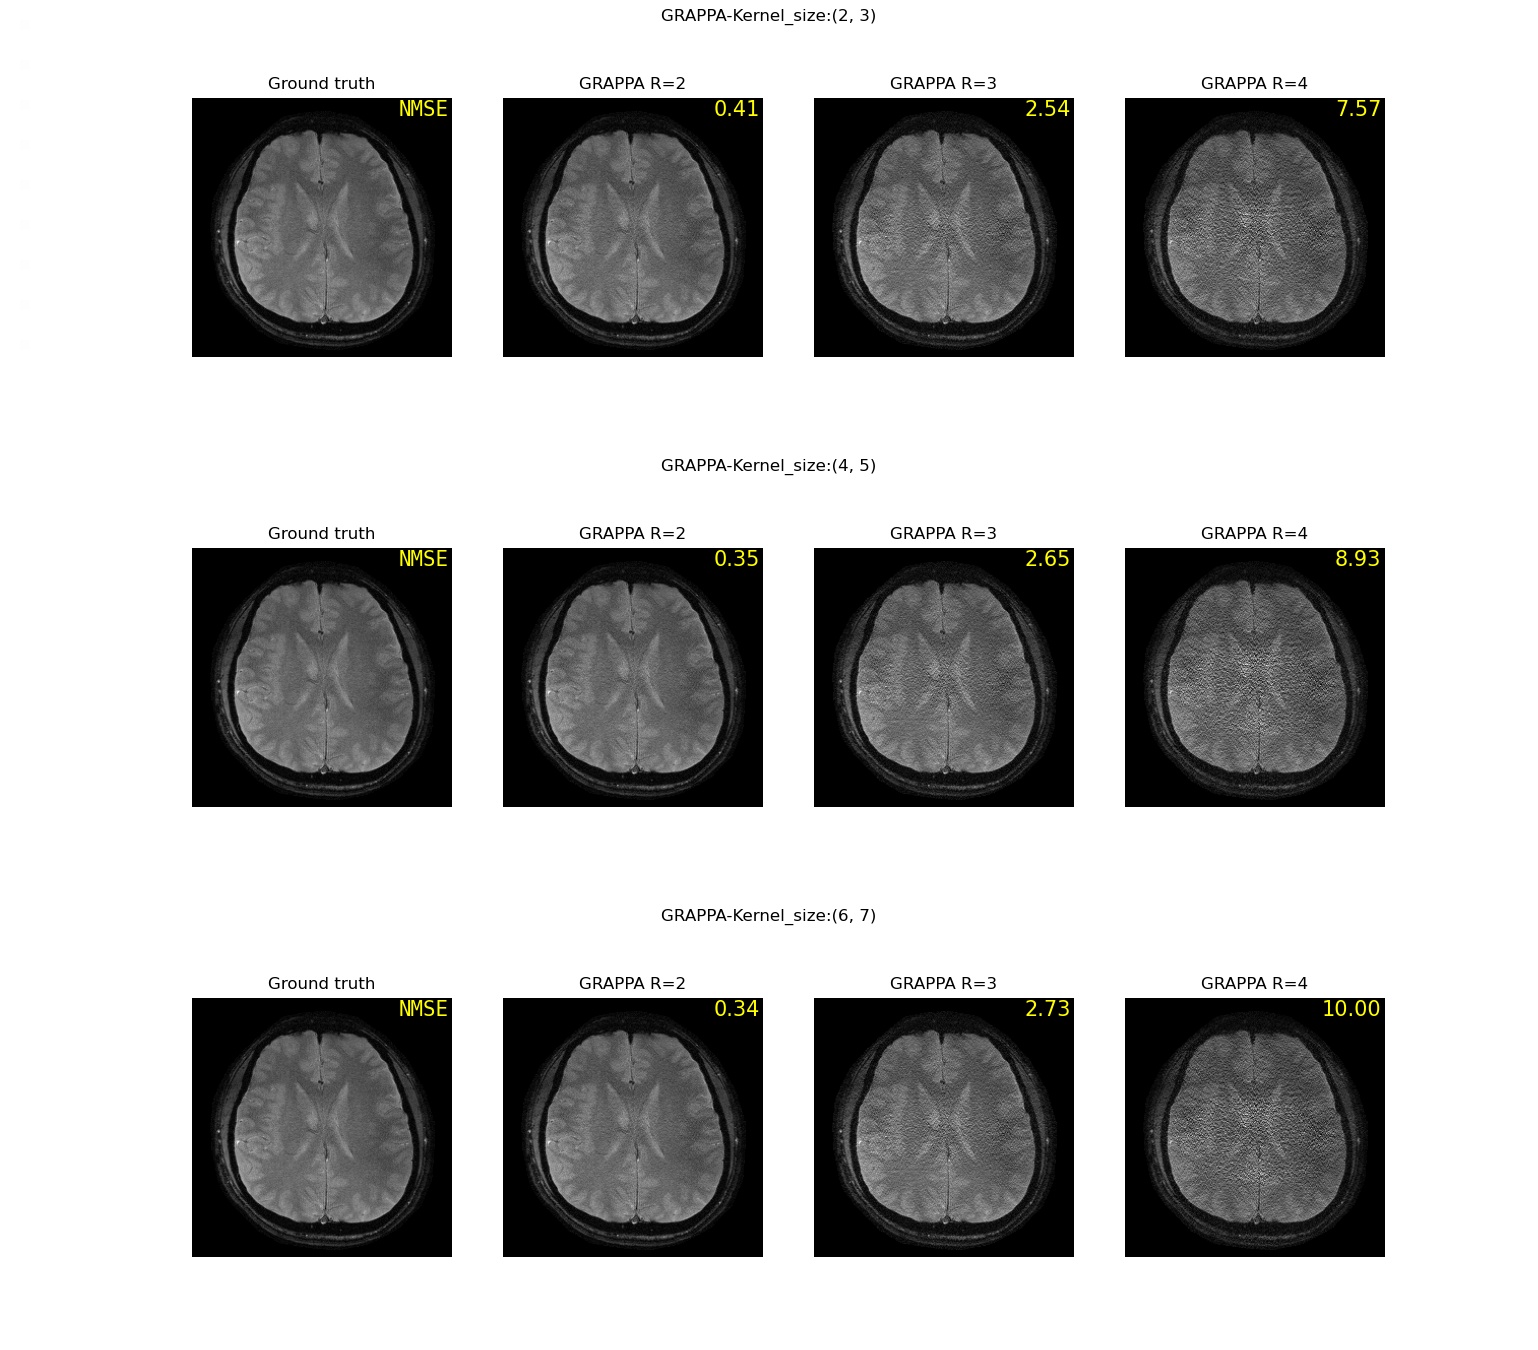 GRAPPA-Kernel_size:(2, 3)
Ground truth GRAPPA R=2 GRAPPA R=3 GRAPPA R=4
NMSE 0.41 2.54 7.57
GRAPPA-Kernel_size:(4, 5)
Ground truth GRAPPA R=2 GRAPPA R=3 GRAPPA R=4
NMSE 0.35 2.65 8.93
GRAPPA-Kernel_size:(6, 7)
Ground truth GRAPPA R=2 GRAPPA R=3 GRAPPA R=4
NMSE 0.34 2.73 10.00